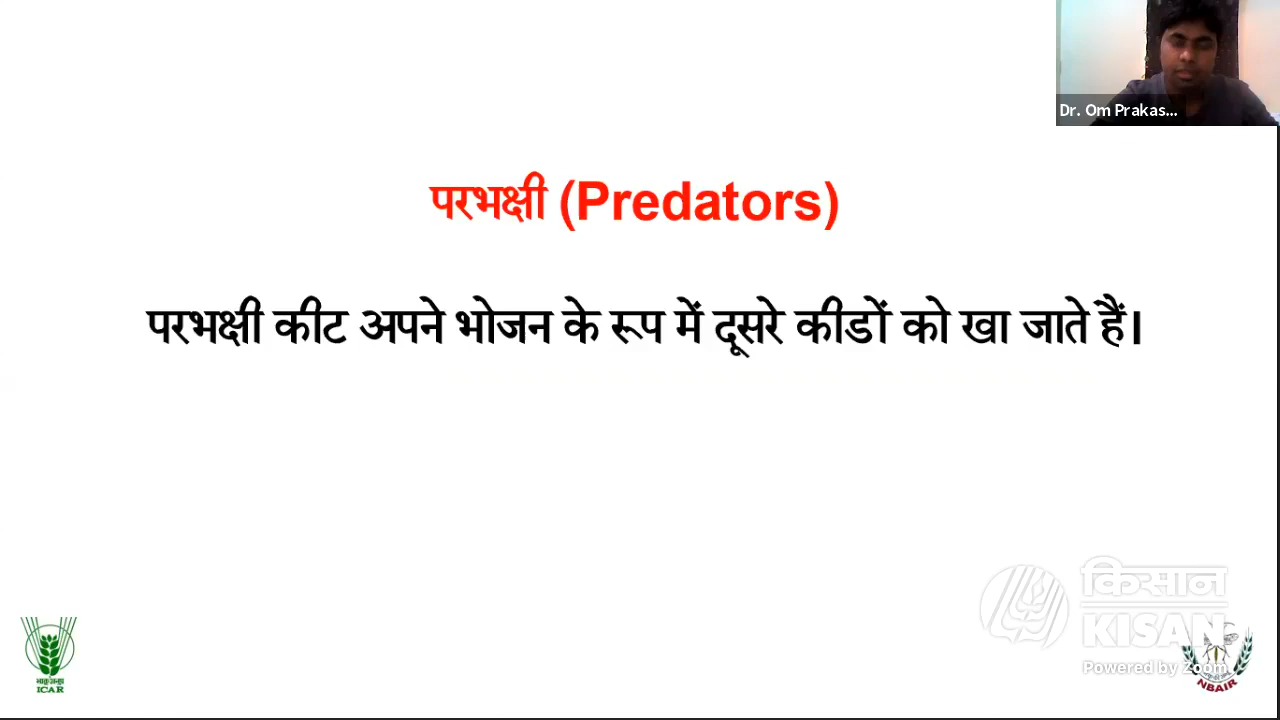 Dr. Om Prakas...
परभक्षी (Predators)
परभक्षी कीट अपने भोजन के रूप में दूसरे कीडों को खा जाते हैं।
किसान
KISAN
Powered by Zoom
ICAR
NBAIR